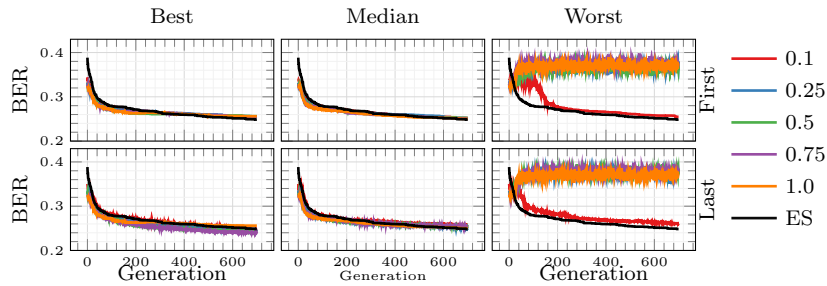 Best Median Worst
0.4
BER
0.3
0.2
First
0.4
BER
0.3
0.2
Last
0 200 400 600
0 200 400 600
0 200 400 600
Generation Generation Generation
0.1
0.25
0.5
0.75
1.0
ES